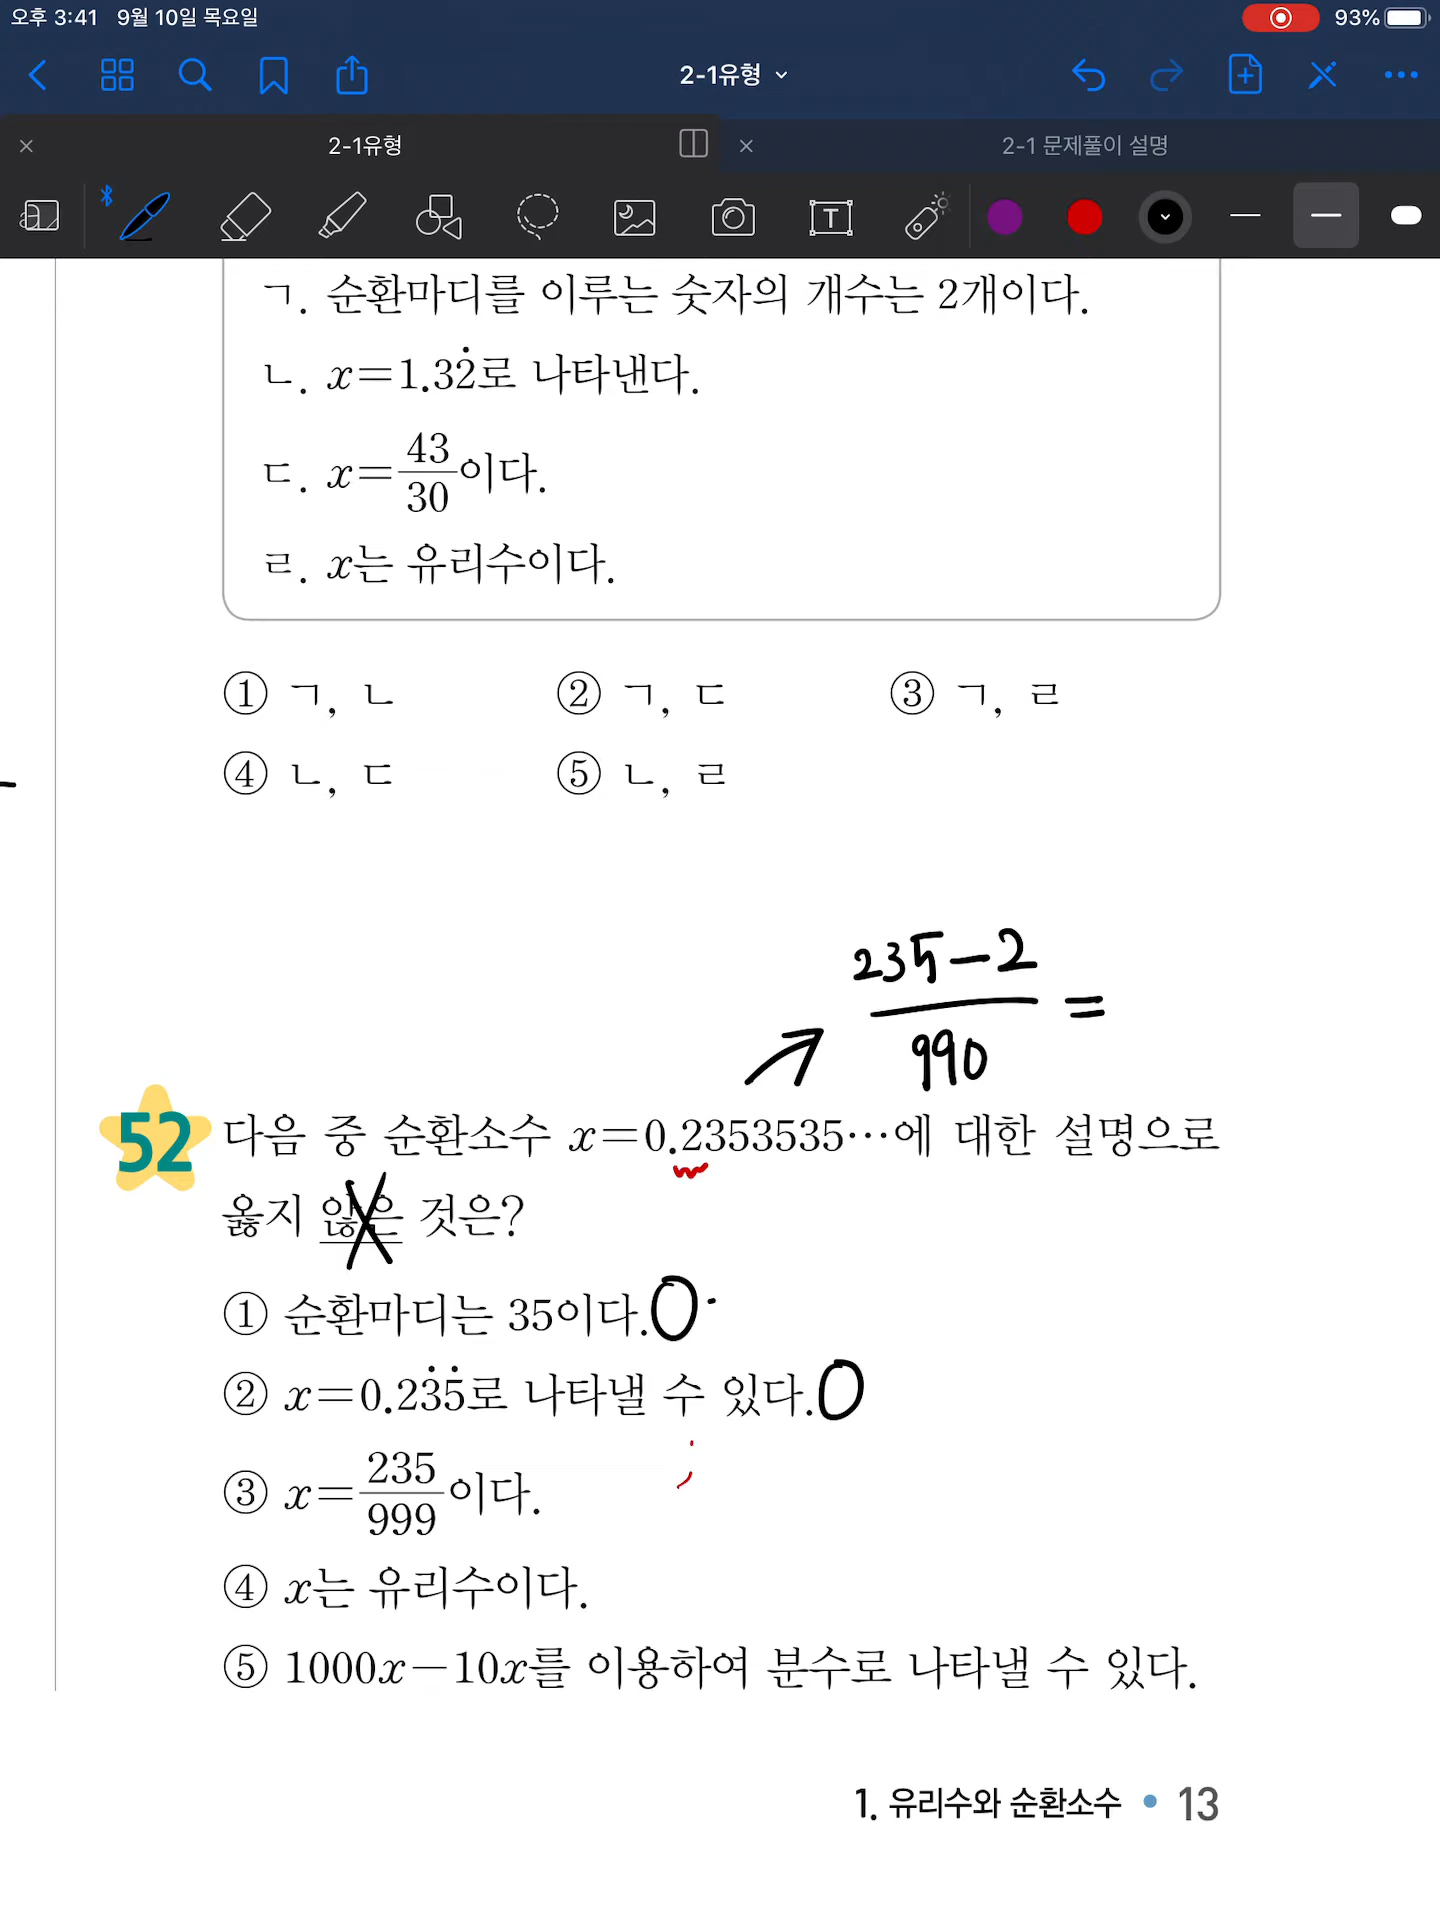 오후 3:41 9월 10일 목요일 93%
2-1유형
2-1유형 2-1 문제풀이 설명
ㄱ. 순환마디를 이루는 숫자의 개수는 2개이다.
ㄴ. x=1.32̇로 나타낸다.
ㄷ. x=43/30이다.
ㄹ. x는 유리수이다.
① ㄱ, ㄴ ② ㄱ, ㄷ ③ ㄱ, ㄹ
④ ㄴ, ㄷ ⑤ ㄴ, ㄹ
235-2
990 =
52 다음 중 순환소수 x=0.2353535⋯에 대한 설명으로
옳지 않은 것은?
① 순환마디는 35이다. O
② x=0.23̇5̇로 나타낼 수 있다. O
③ x=235/999이다.
④ x는 유리수이다.
⑤ 1000x-10x를 이용하여 분수로 나타낼 수 있다.
1. 유리수와 순환소수 • 13